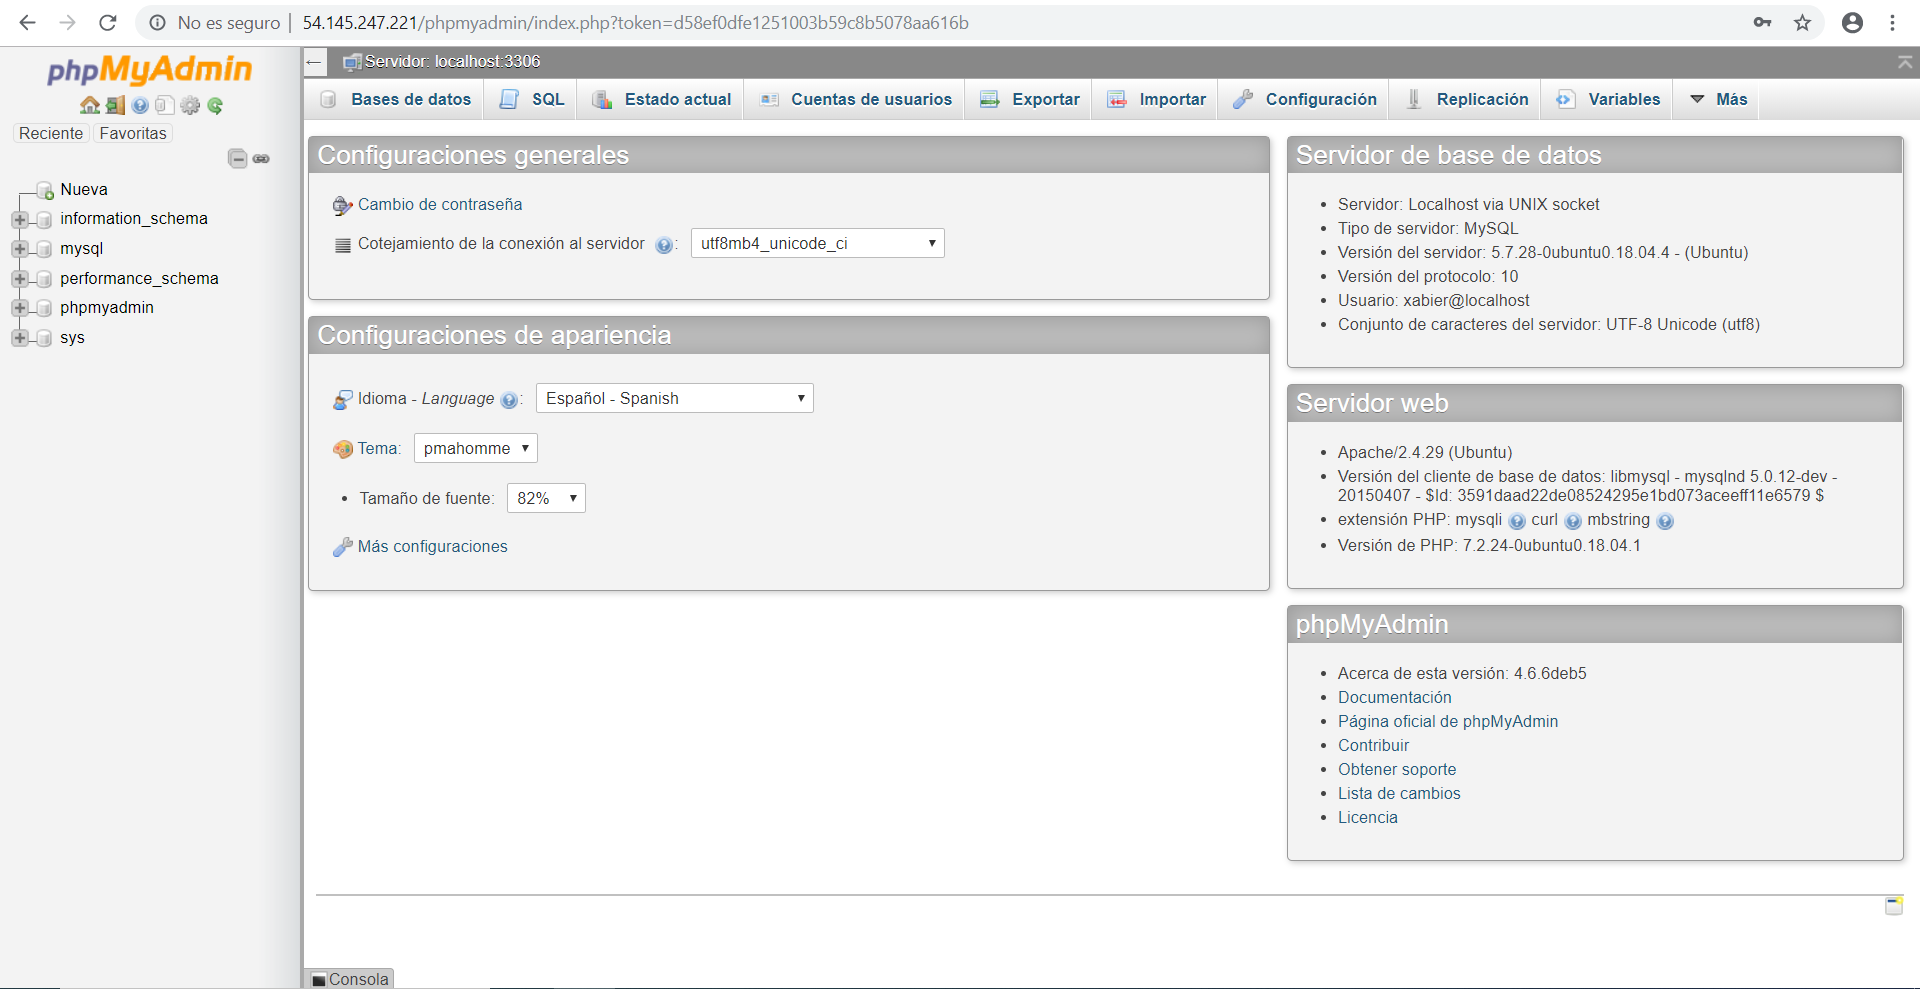 No es seguro | 54.145.247.221/phpmyadmin/index.php?token=d58ef0dfe1251003b59c8b5078aa616b
phpMyAdmin
Reciente Favoritas
Nueva
information_schema
mysql
performance_schema
phpmyadmin
sys
Servidor: localhost:3306
Bases de datos SQL Estado actual Cuentas de usuarios Exportar Importar Configuración Replicación Variables Más
Configuraciones generales
Cambio de contraseña
Cotejamiento de la conexión al servidor : utf8mb4_unicode_ci
Configuraciones de apariencia
Idioma - Language : Español - Spanish
Tema: pmahomme
• Tamaño de fuente: 82%
Más configuraciones
Servidor de base de datos
• Servidor: Localhost via UNIX socket
• Tipo de servidor: MySQL
• Versión del servidor: 5.7.28-0ubuntu0.18.04.4 - (Ubuntu)
• Versión del protocolo: 10
• Usuario: xabier@localhost
• Conjunto de caracteres del servidor: UTF-8 Unicode (utf8)
Servidor web
• Apache/2.4.29 (Ubuntu)
• Versión del cliente de base de datos: libmysql - mysqlnd 5.0.12-dev -
20150407 - $Id: 3591daad22de08524295e1bd073aceeff11e6579 $
• extensión PHP: mysqli curl mbstring
• Versión de PHP: 7.2.24-0ubuntu0.18.04.1
phpMyAdmin
• Acerca de esta versión: 4.6.6deb5
• Documentación
• Página oficial de phpMyAdmin
• Contribuir
• Obtener soporte
• Lista de cambios
• Licencia
Consola